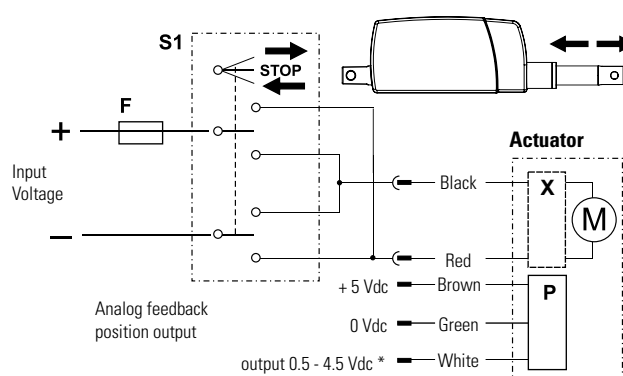 S1
STOP
F
+
Input
Voltage
—
Actuator
Black
X
M
Red
+ 5 Vdc
Brown
P
Analog feedback
position output
0 Vdc
Green
output 0.5 - 4.5 Vdc *
White